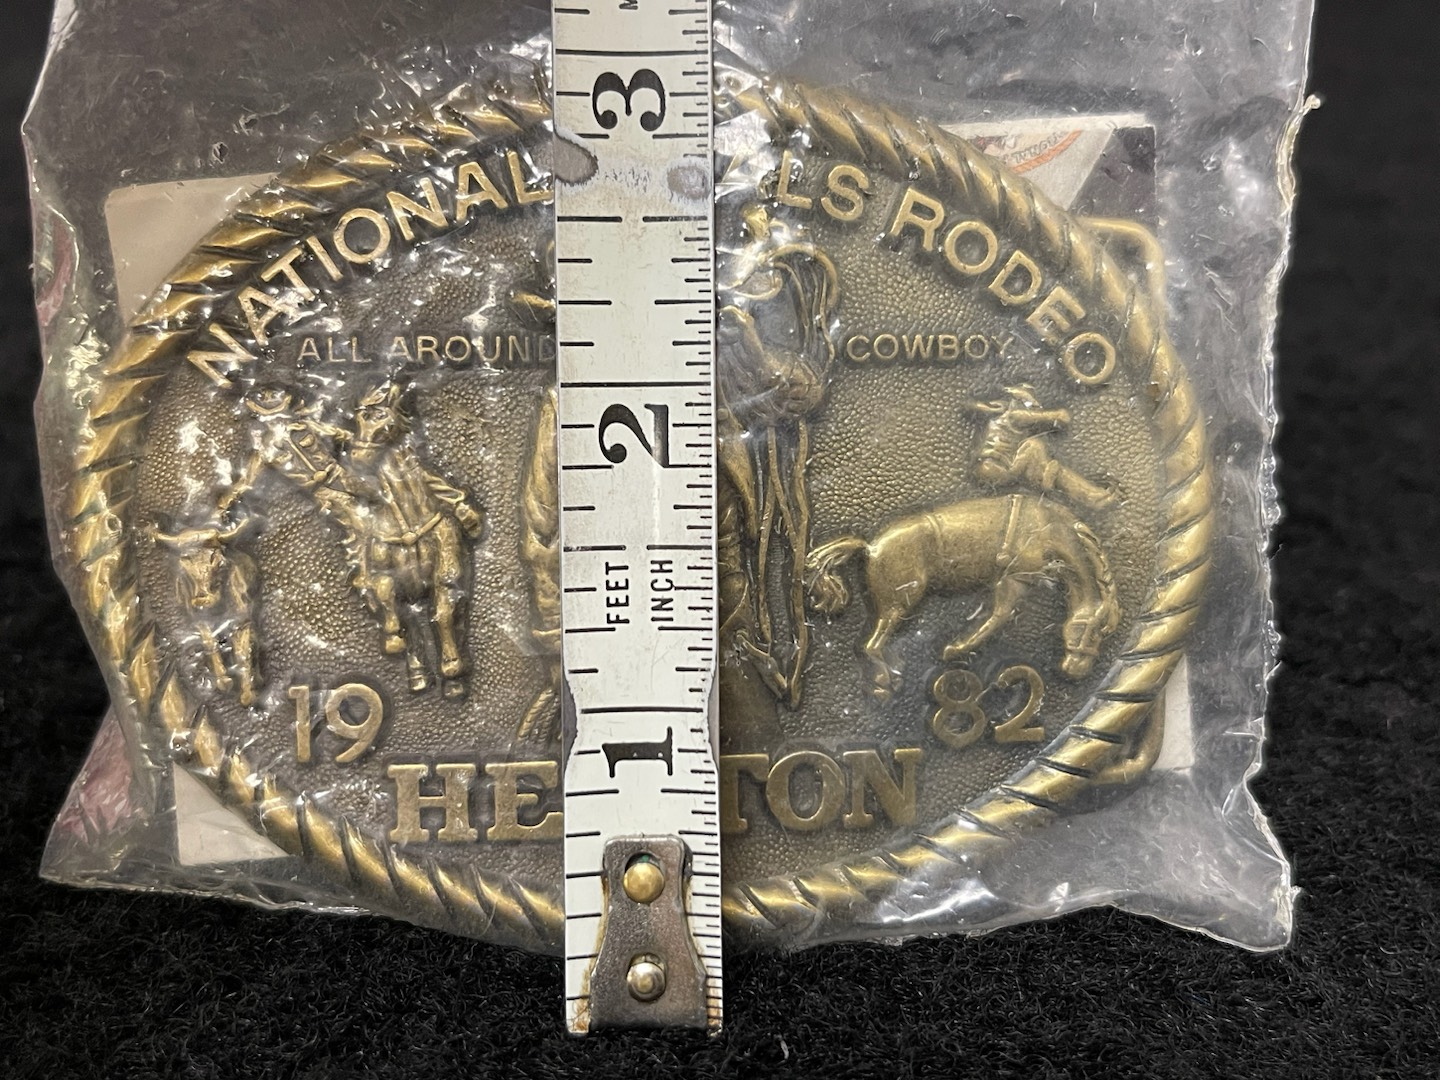 NATIONAL LS RODEO
ALL AROUND COWBOY
3
2
FEET
INCH
1
19 82
HE TON